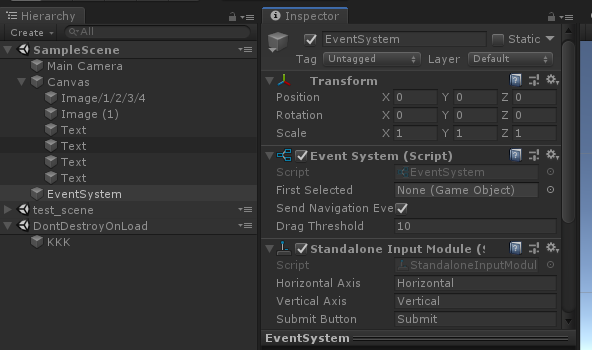 Hierarchy
Create
All
SampleScene
Main Camera
Canvas
Image/1/2/3/4
Image (1)
Text
Text
Text
Text
EventSystem
test_scene
DontDestroyOnLoad
KKK
Inspector
EventSystem Static
Tag Untagged Layer Default
Transform
Position X 0 Y 0 Z 0
Rotation X 0 Y 0 Z 0
Scale X 1 Y 1 Z 1
Event System (Script)
Script EventSystem
First Selected None (Game Object)
Send Navigation Eve
Drag Threshold 10
Standalone Input Module (S
Script StandaloneInputModul
Horizontal Axis Horizontal
Vertical Axis Vertical
Submit Button Submit
EventSystem